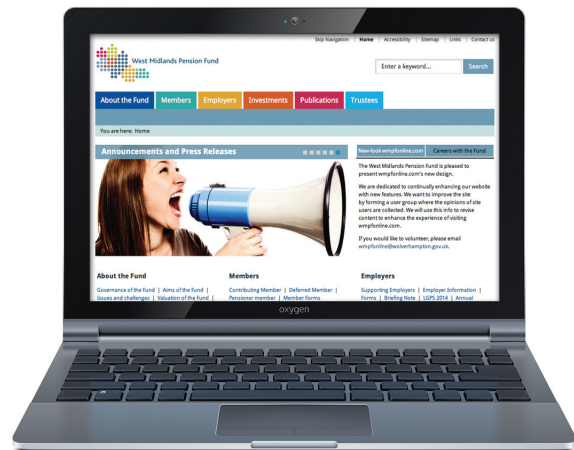 Skip Navigation | Home | Accessibility | Sitemap | Links | Contact us
West Midlands Pension Fund
Enter a keyword...
Search
About the Fund
Members
Employers
Investments
Publications
Trustees
You are here: Home
Announcements and Press Releases
New-look wmpfonline.com
Careers with the Fund
The West Midlands Pension Fund is pleased to
present wmpfonline.com's new design.
We are dedicated to continually enhancing our website
with new features. We want to improve the site
by forming a user group where the opinions of site
users are collected. We will use this info to revise
content to enhance the experience of visiting
wmpfonline.com.
If you would like to volunteer, please email
wmpfonline@wolverhampton.gov.uk.
About the Fund
Governance of the Fund | Aims of the Fund |
Issues and challenges | Valuation of the Fund |
Members
Contributing Member | Deferred Member |
Pensioner member | Member Forms
Employers
Supporting Employers | Employer Information |
Forms | Briefing Note | LGPS 2014 | Annual
oxygen